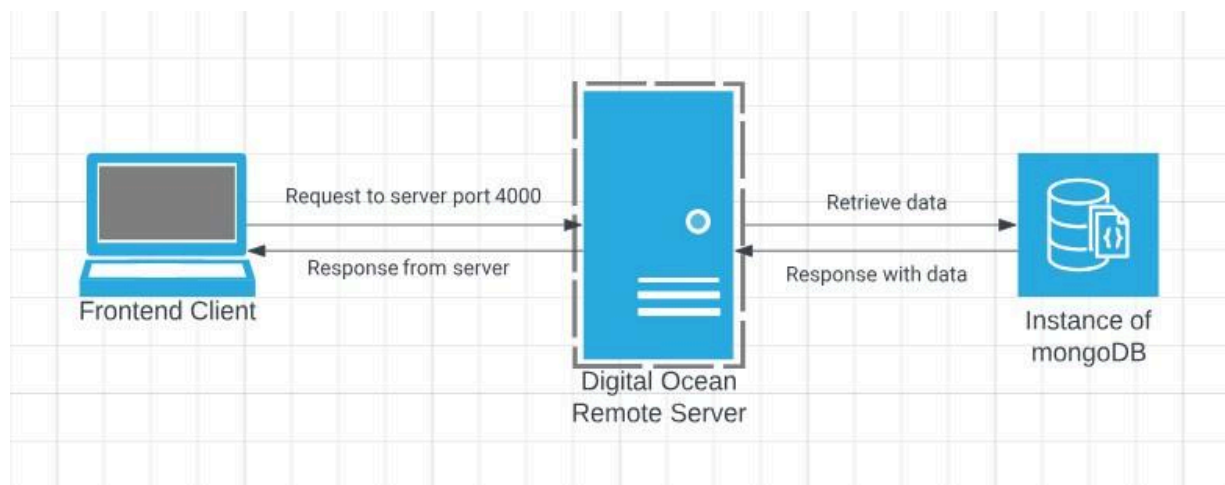 Request to server port 4000
Response from server
Frontend Client
Digital Ocean
Remote Server
Retrieve data
Response with data
{}
Instance of
mongoDB